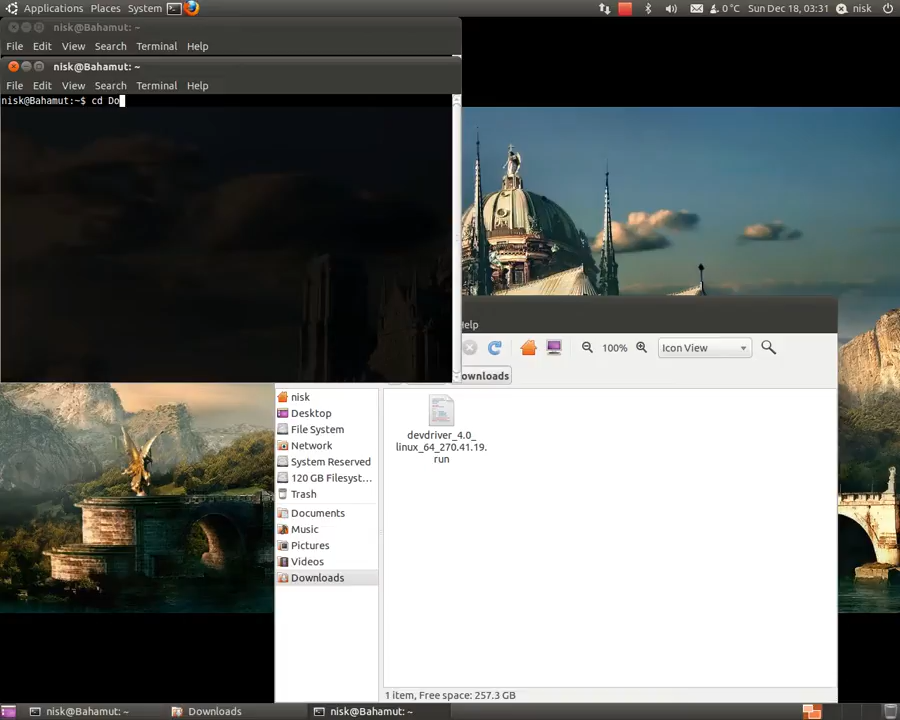 Applications Places System
0 °C Sun Dec 18, 03:31 nisk
nisk@Bahamut: ~
File Edit View Search Terminal Help
nisk@Bahamut: ~
File Edit View Search Terminal Help
nisk@Bahamut:~$ cd Do
Help
100% Icon View
ownloads
nisk
Desktop
File System
Network
System Reserved
120 GB Filesyst...
Trash
Documents
Music
Pictures
Videos
Downloads
devdriver_4.0_
linux_64_270.41.19.
run
1 item, Free space: 257.3 GB
nisk@Bahamut: ~ Downloads nisk@Bahamut: ~